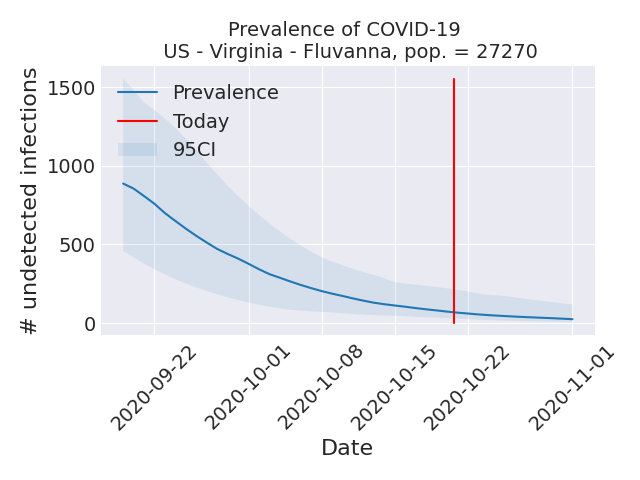 Prevalence of COVID-19
US - Virginia - Fluvanna, pop. = 27270
# undetected infections
1500
1000
500
0
Prevalence
Today
95CI
2020-09-22
2020-10-01
2020-10-08
2020-10-15
2020-10-22
2020-11-01
Date